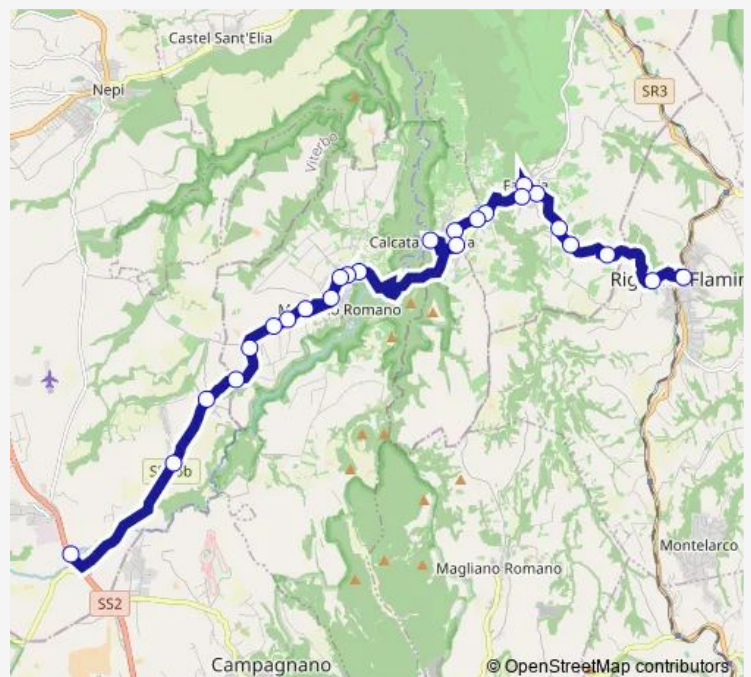 Castel Sant'Elia
Nepi
SR3
Viterbo
Calcata
Romano
Rig
Flamin
SS2
Magliano Romano
Montelarco
Campagnano
© OpenStreetMap contributors